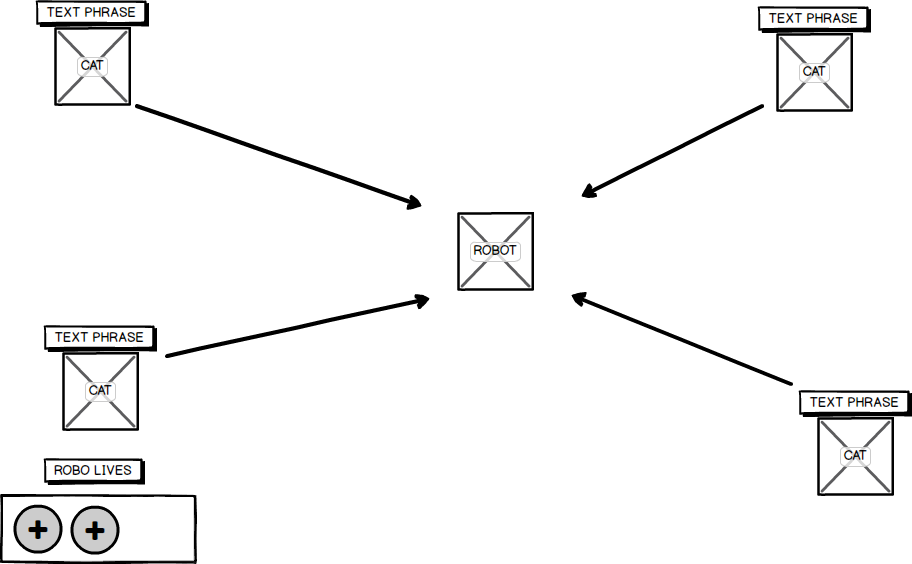 TEXT PHRASE
CAT
TEXT PHRASE
CAT
ROBOT
TEXT PHRASE
CAT
TEXT PHRASE
CAT
ROBO LIVES
+ +